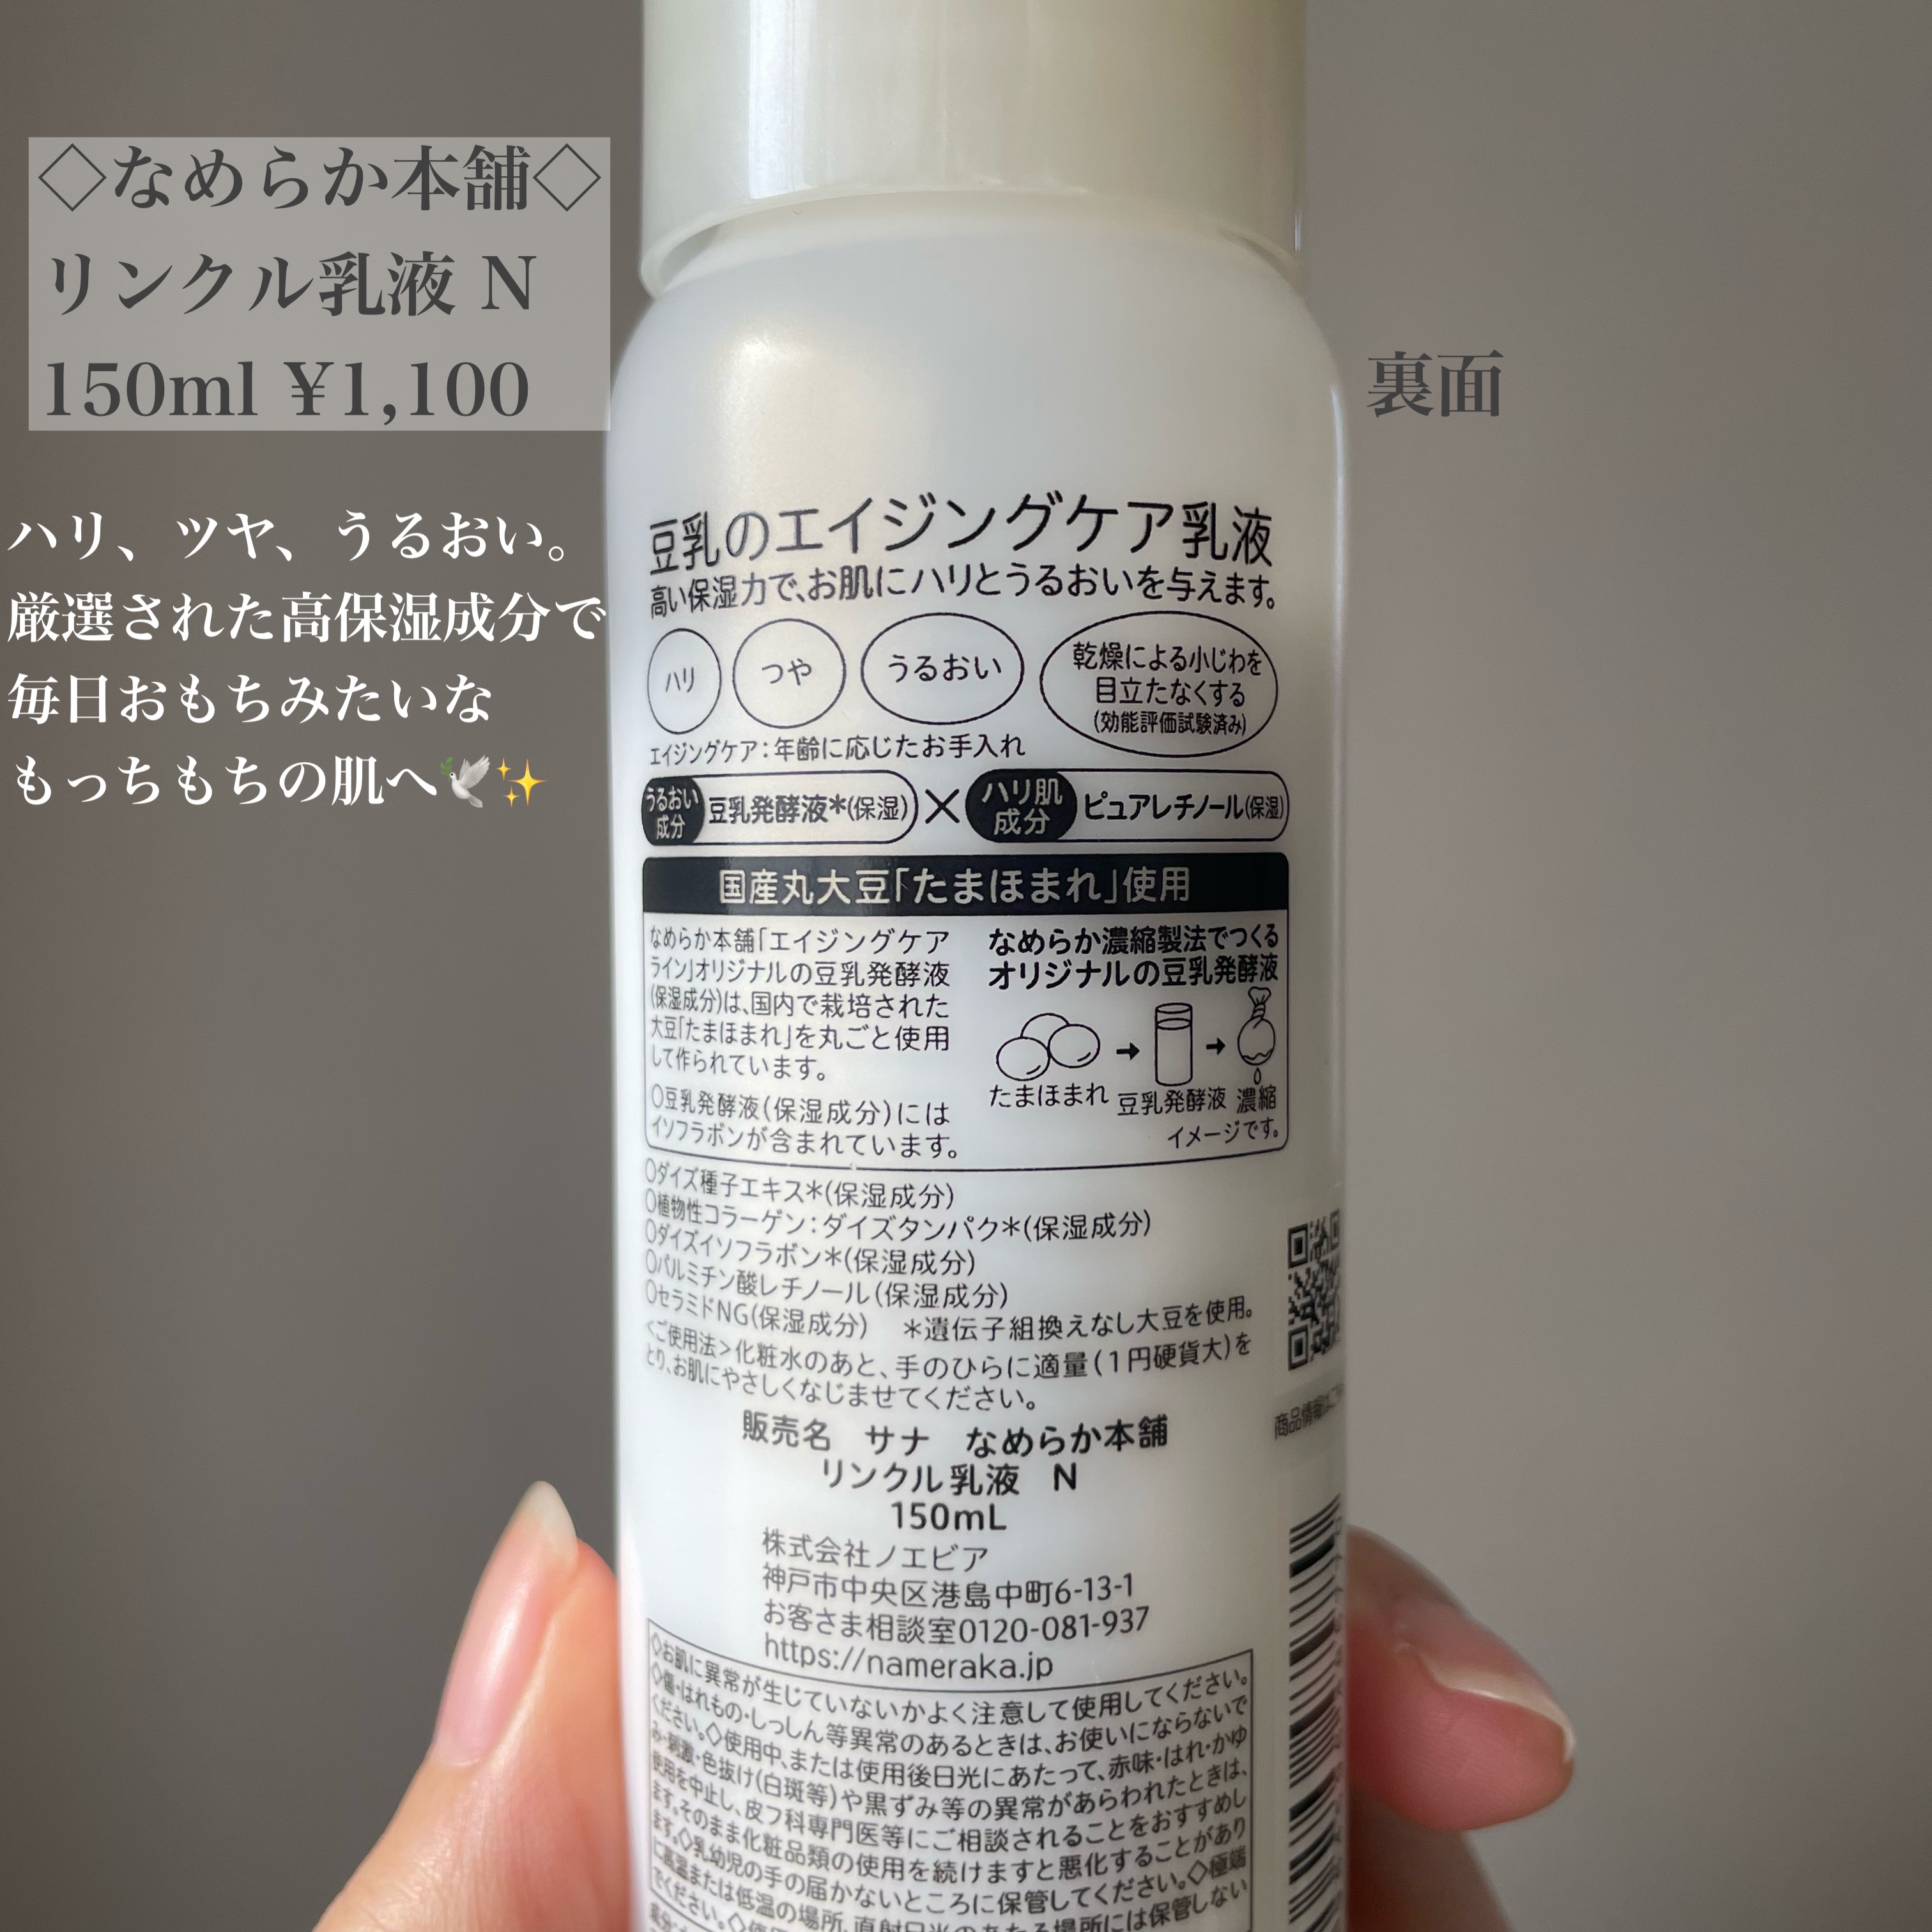 ◇なめらか本舗◇
リンクル乳液 N
150ml ¥1,100
裏面
ハリ、ツヤ、うるおい。
厳選された高保湿成分で
毎日おもちみたいな
もっちもちの肌へ🕊️✨
豆乳のエイジングケア乳液
高い保湿力で、お肌にハリとうるおいを与えます。
ハリ
つや
うるおい
乾燥による小じわを
目立たなくする
(効能評価試験済み)
エイジングケア:年齢に応じたお手入れ
うるおい
成分
豆乳発酵液*(保湿)
×
ハリ肌
成分
ピュアレチノール(保湿)
国産丸大豆「たまほまれ」使用
なめらか本舗「エイジングケア
ライン」オリジナルの豆乳発酵液
(保湿成分)は、国内で栽培された
大豆「たまほまれ」を丸ごと使用
して作られています。
○豆乳発酵液(保湿成分)には
イソフラボンが含まれています。
なめらか濃縮製法でつくる
オリジナルの豆乳発酵液
たまほまれ
豆乳発酵液
濃縮
イメージです。
○ダイズ種子エキス*(保湿成分)
○植物性コラーゲン:ダイズタンパク*(保湿成分)
○ダイズイソフラボン*(保湿成分)
○パルミチン酸レチノール(保湿成分)
○セラミドNG(保湿成分) *遺伝子組換えなし大豆を使用。
<ご使用法>化粧水のあと、手のひらに適量(1円硬貨大)を
とり、お肌にやさしくなじませてください。
販売名 サナ なめらか本舗
リンクル乳液 N
150mL
株式会社ノエビア
神戸市中央区港島中町6-13-1
お客さま相談室0120-081-937
https://nameraka.jp
商品情報は
◇お肌に異常が生じていないかよく注意して使用してください。
◇傷・はれもの・しっしん等異常のあるときは、お使いにならないで
ください。◇使用中、または使用後日光にあたって、赤味・はれ・かゆ
み・刺激・色抜け(白斑等)や黒ずみ等の異常があらわれたときは、
使用を中止し、皮フ科専門医等にご相談されることをおすすめし
ます。そのまま化粧品類の使用を続けますと悪化することがあり
ます。◇乳幼児の手の届かないところに保管してください。◇極端
に高温または低温の場所、直射日光のあたる場所には保管しない
でください。